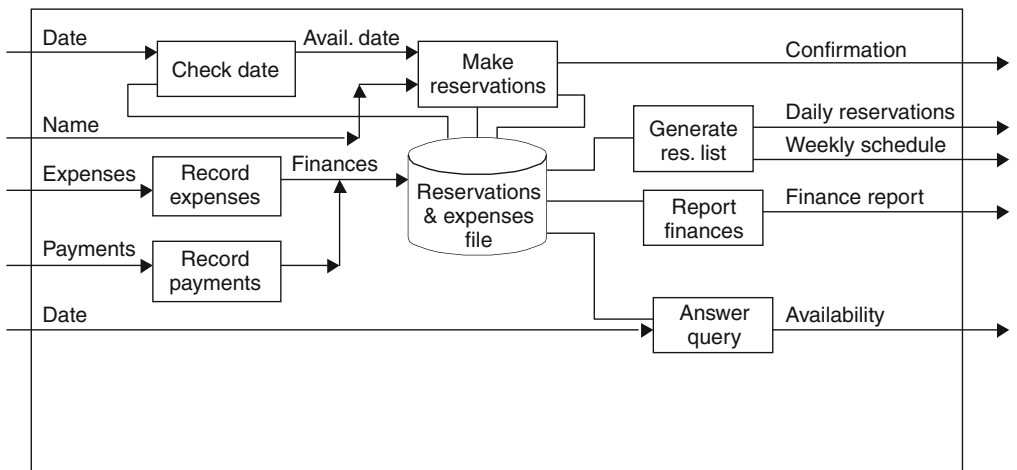 Date
Check date
Avail. date
Make
reservations
Confirmation
Name
Generate
res. list
Daily reservations
Weekly schedule
Expenses
Record
expenses
Finances
Reservations
& expenses
file
Report
finances
Finance report
Payments
Record
payments
Date
Answer
query
Availability